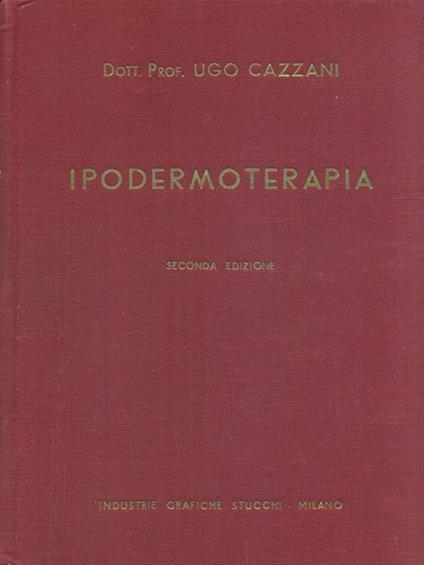 Dott. Prof. UGO CAZZANI
IPODERMOTERAPIA
SECONDA EDIZIONE
INDUSTRIE GRAFICHE STUCCHI - MILANO